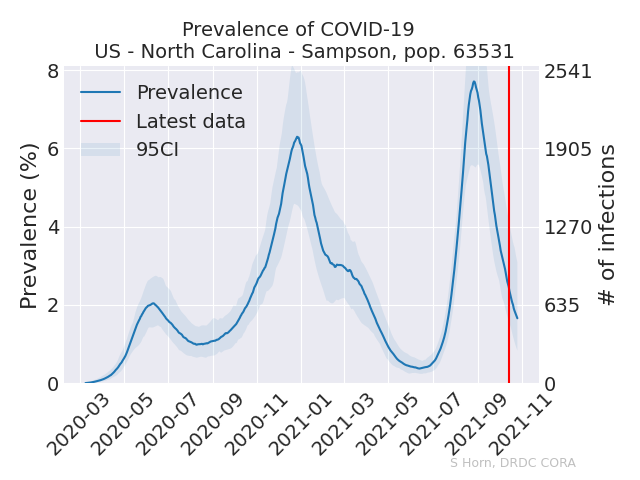 Prevalence of COVID-19
US - North Carolina - Sampson, pop. 63531
Prevalence
Latest data
95CI
Prevalence (%)
8
6
4
2
0
# of infections
2541
1905
1270
635
0
2020-03
2020-05
2020-07
2020-09
2020-11
2021-01
2021-03
2021-05
2021-07
2021-09
2021-11
S Horn, DRDC CORA